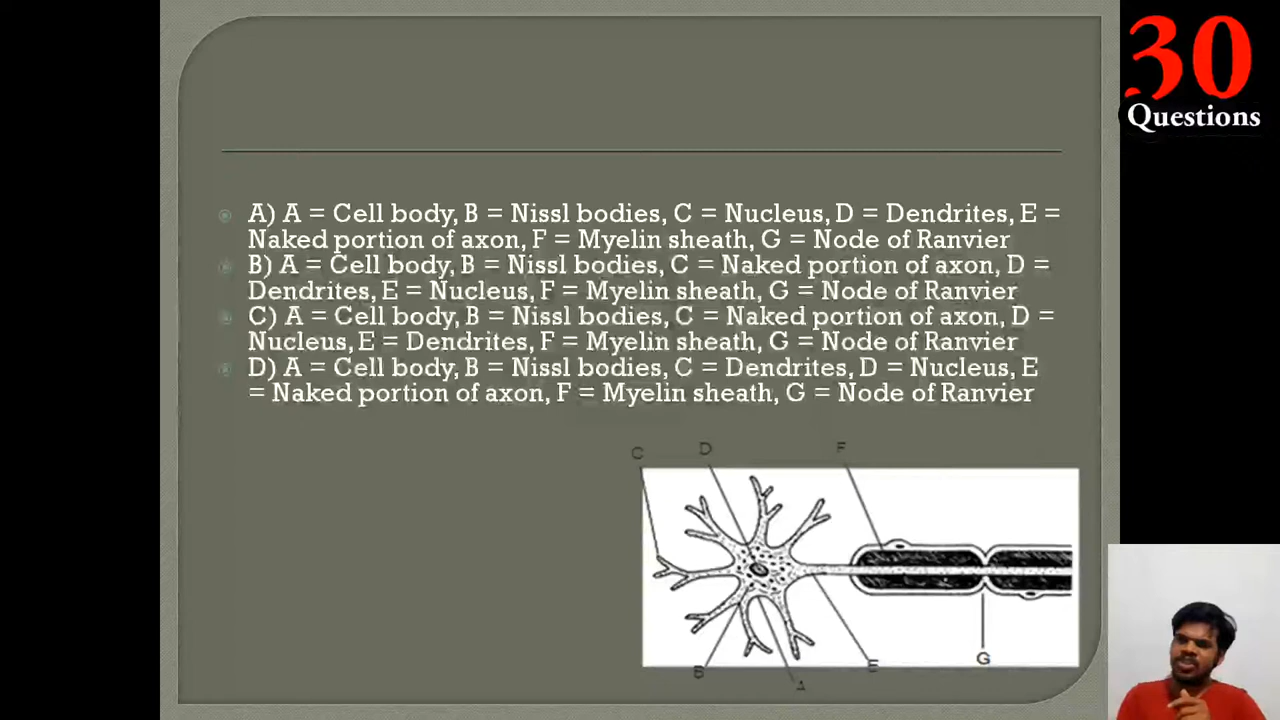 30
Questions
A) A = Cell body, B = Nissl bodies, C = Nucleus, D = Dendrites, E =
Naked portion of axon, F = Myelin sheath, G = Node of Ranvier
B) A = Cell body, B = Nissl bodies, C = Naked portion of axon, D =
Dendrites, E = Nucleus, F = Myelin sheath, G = Node of Ranvier
C) A = Cell body, B = Nissl bodies, C = Naked portion of axon, D =
Nucleus, E = Dendrites, F = Myelin sheath, G = Node of Ranvier
D) A = Cell body, B = Nissl bodies, C = Dendrites, D = Nucleus, E
= Naked portion of axon, F = Myelin sheath, G = Node of Ranvier
C D F
B A E G